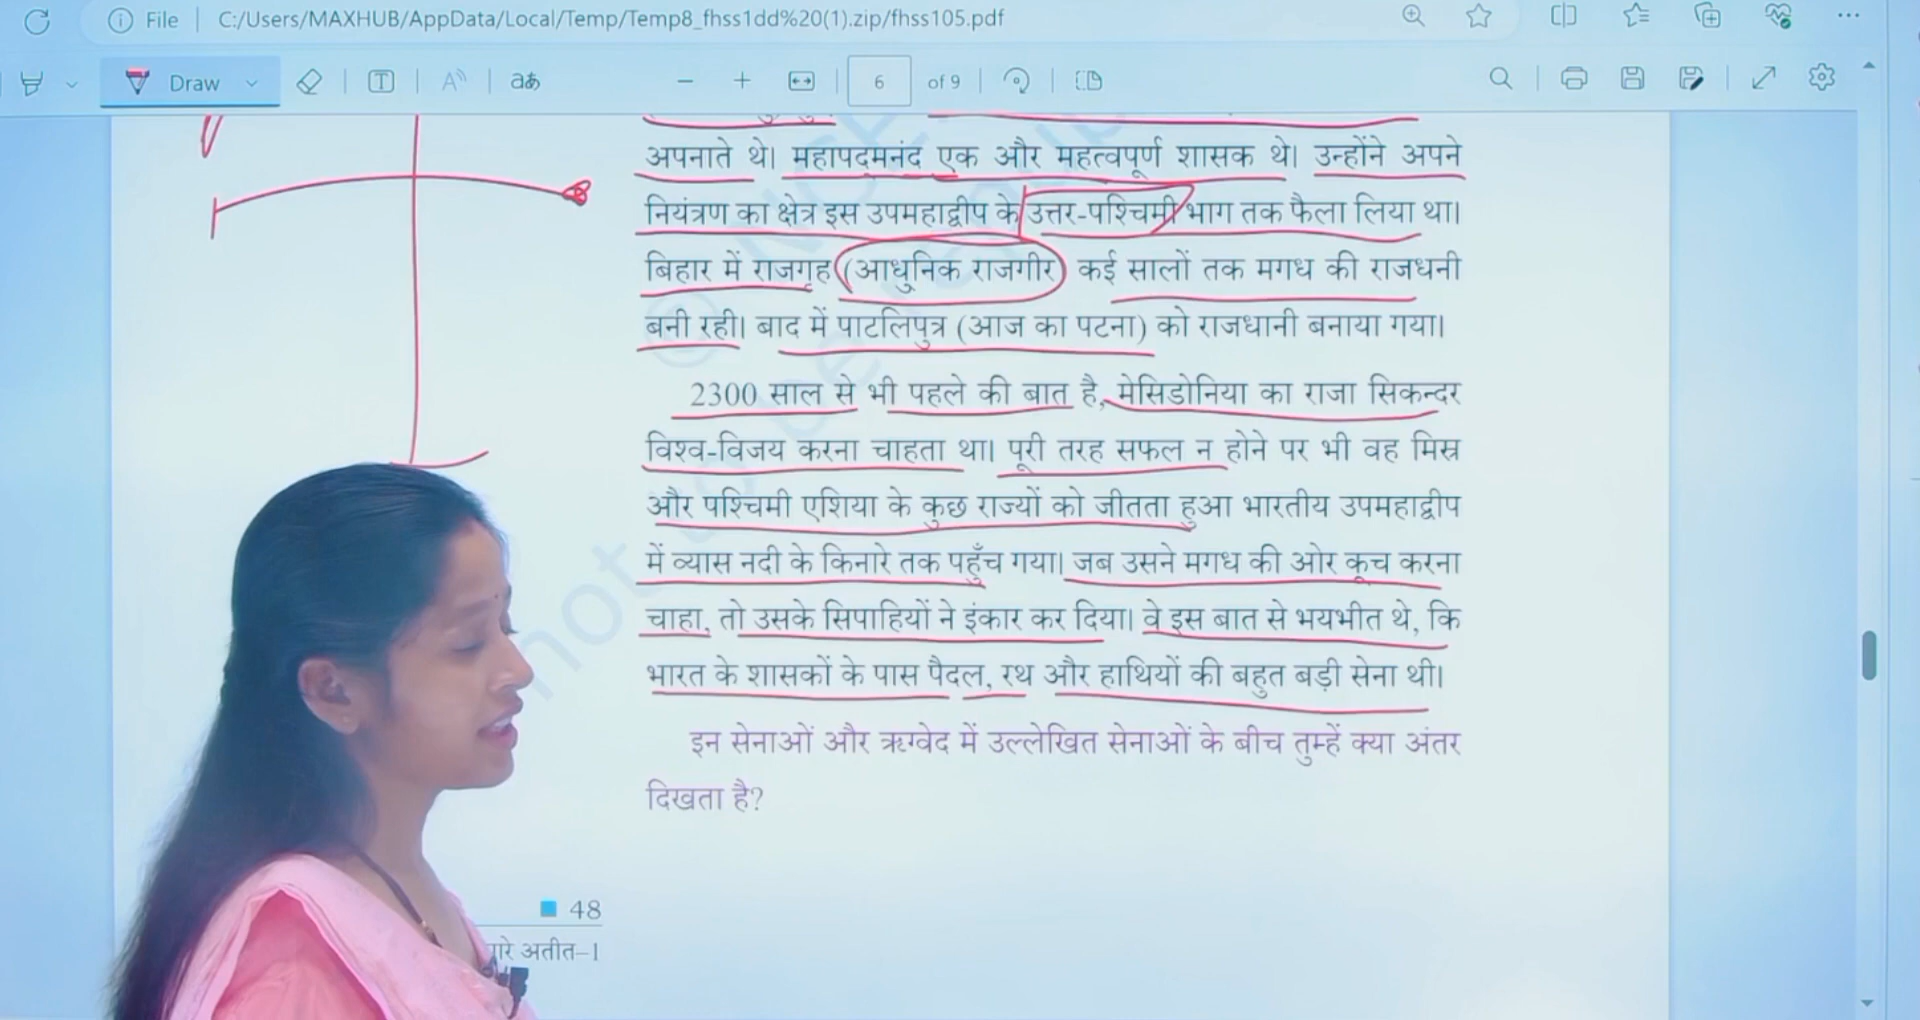 File C:/Users/MAXHUB/AppData/Local/Temp/Temp8_fhss1dd%20(1).zip/fhss105.pdf
Draw T A aあ 6 of 9
अपनाते थे। महापद्मनंद एक और महत्वपूर्ण शासक थे। उन्होंने अपने
नियंत्रण का क्षेत्र इस उपमहाद्वीप के उत्तर-पश्चिमी भाग तक फैला लिया था।
बिहार में राजगृह (आधुनिक राजगीर) कई सालों तक मगध की राजधनी
बनी रही। बाद में पाटलिपुत्र (आज का पटना) को राजधानी बनाया गया।
2300 साल से भी पहले की बात है, मेसिडोनिया का राजा सिकन्दर
विश्व-विजय करना चाहता था। पूरी तरह सफल न होने पर भी वह मिस्र
और पश्चिमी एशिया के कुछ राज्यों को जीतता हुआ भारतीय उपमहाद्वीप
में व्यास नदी के किनारे तक पहुँच गया। जब उसने मगध की ओर कूच करना
चाहा, तो उसके सिपाहियों ने इंकार कर दिया। वे इस बात से भयभीत थे, कि
भारत के शासकों के पास पैदल, रथ और हाथियों की बहुत बड़ी सेना थी।
इन सेनाओं और ऋग्वेद में उल्लेखित सेनाओं के बीच तुम्हें क्या अंतर
दिखता है?
48
अतीत–1